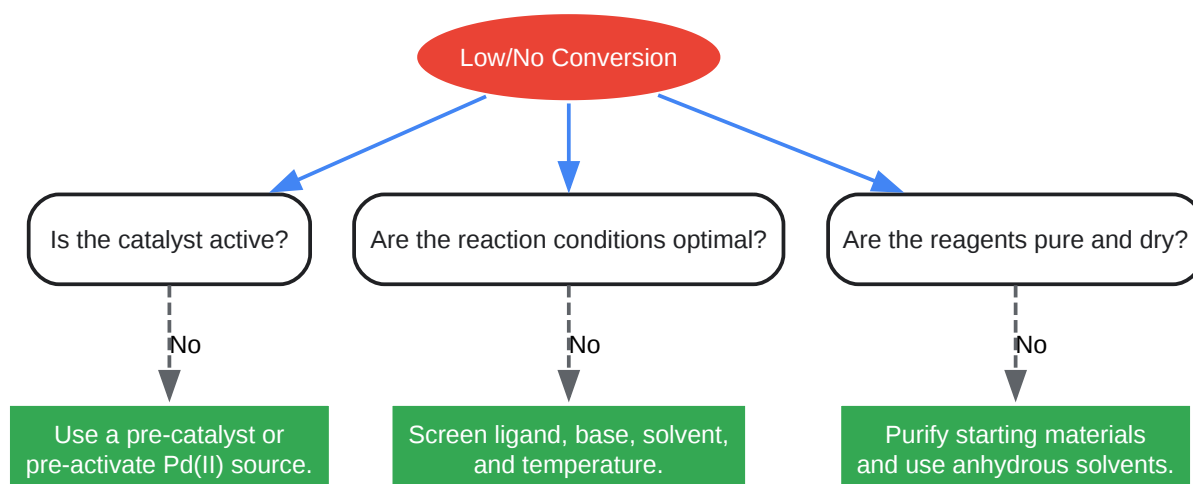 Low/No Conversion
Is the catalyst active?
Are the reaction conditions optimal?
Are the reagents pure and dry?
No
No
No
Use a pre-catalyst or
pre-activate Pd(II) source.
Screen ligand, base, solvent,
and temperature.
Purify starting materials
and use anhydrous solvents.